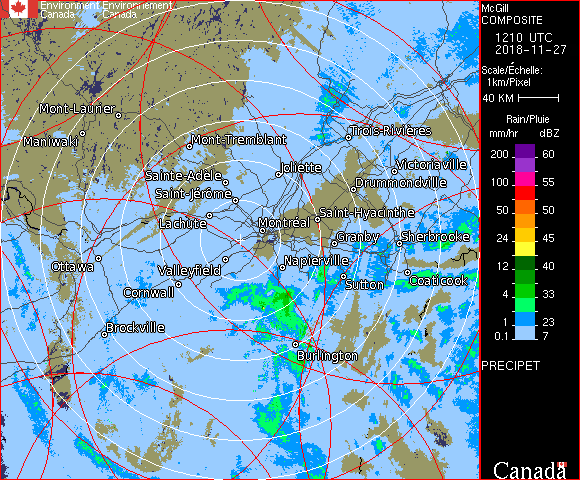 Environment Environnement
Canada Canada
McGill
COMPOSITE
1210 UTC
2018-11-27
Scale/Échelle:
1km/Pixel
40 KM
Rain/Pluie
mm/hr dBZ
200 60
100 55
50 50
24 45
12 40
4 33
1 23
0.1 7
PRECIPET
Canada
Mont-Laurier
Maniwaki
Mont-Tremblant
Trois-Rivières
Sainte-Adèle
Joliette
Victoriaville
Saint-Jérôme
Drummondville
Lachute
Montréal
Saint-Hyacinthe
Granby
Sherbrooke
Ottawa
Valleyfield
Napierville
Cornwall
Sutton
Coaticook
Brockville
Burlington